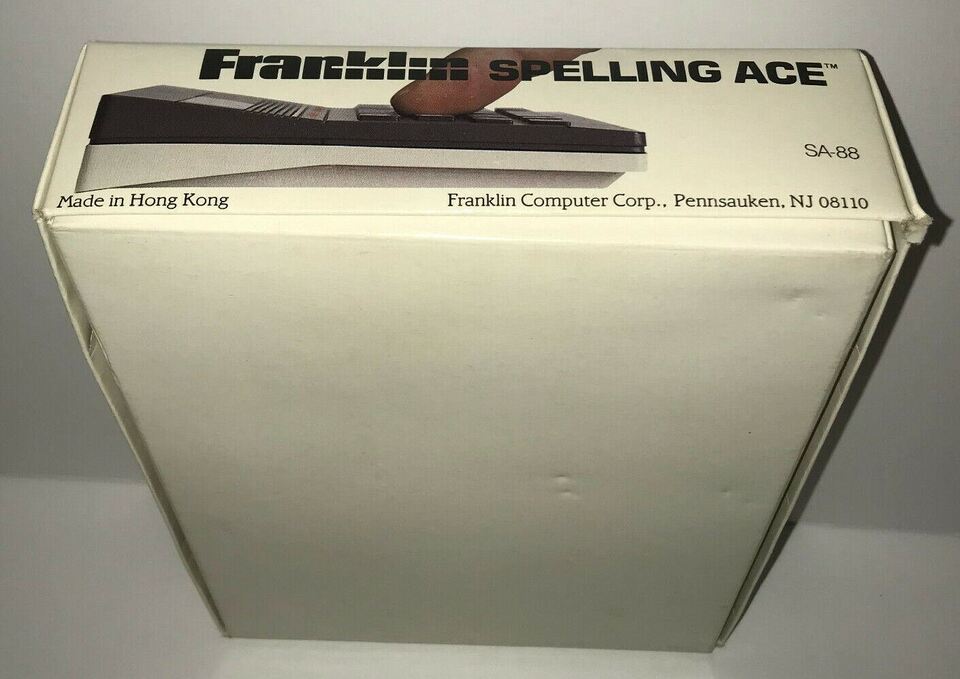 Franklin SPELLING ACE™
SA-88
Made in Hong Kong
Franklin Computer Corp., Pennsauken, NJ 08110